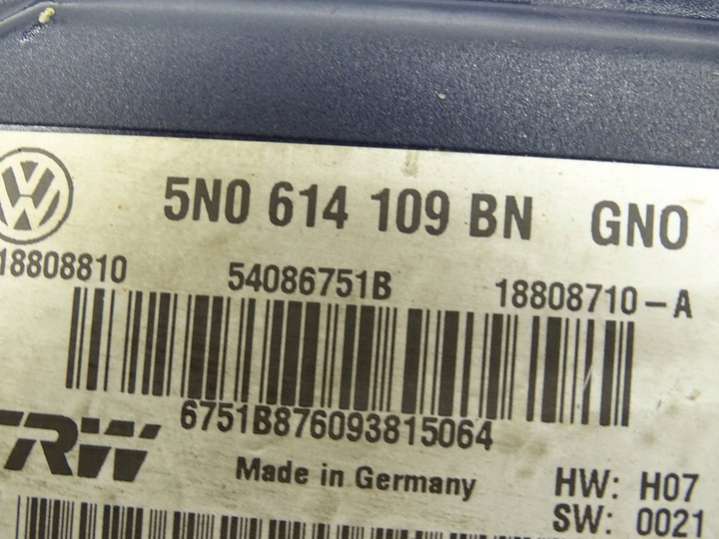 5N0 614 109 BN GNO
18808810 54086751B 18808710-A
6751B876093815064
TRW
Made in Germany
HW: H07
SW: 0021